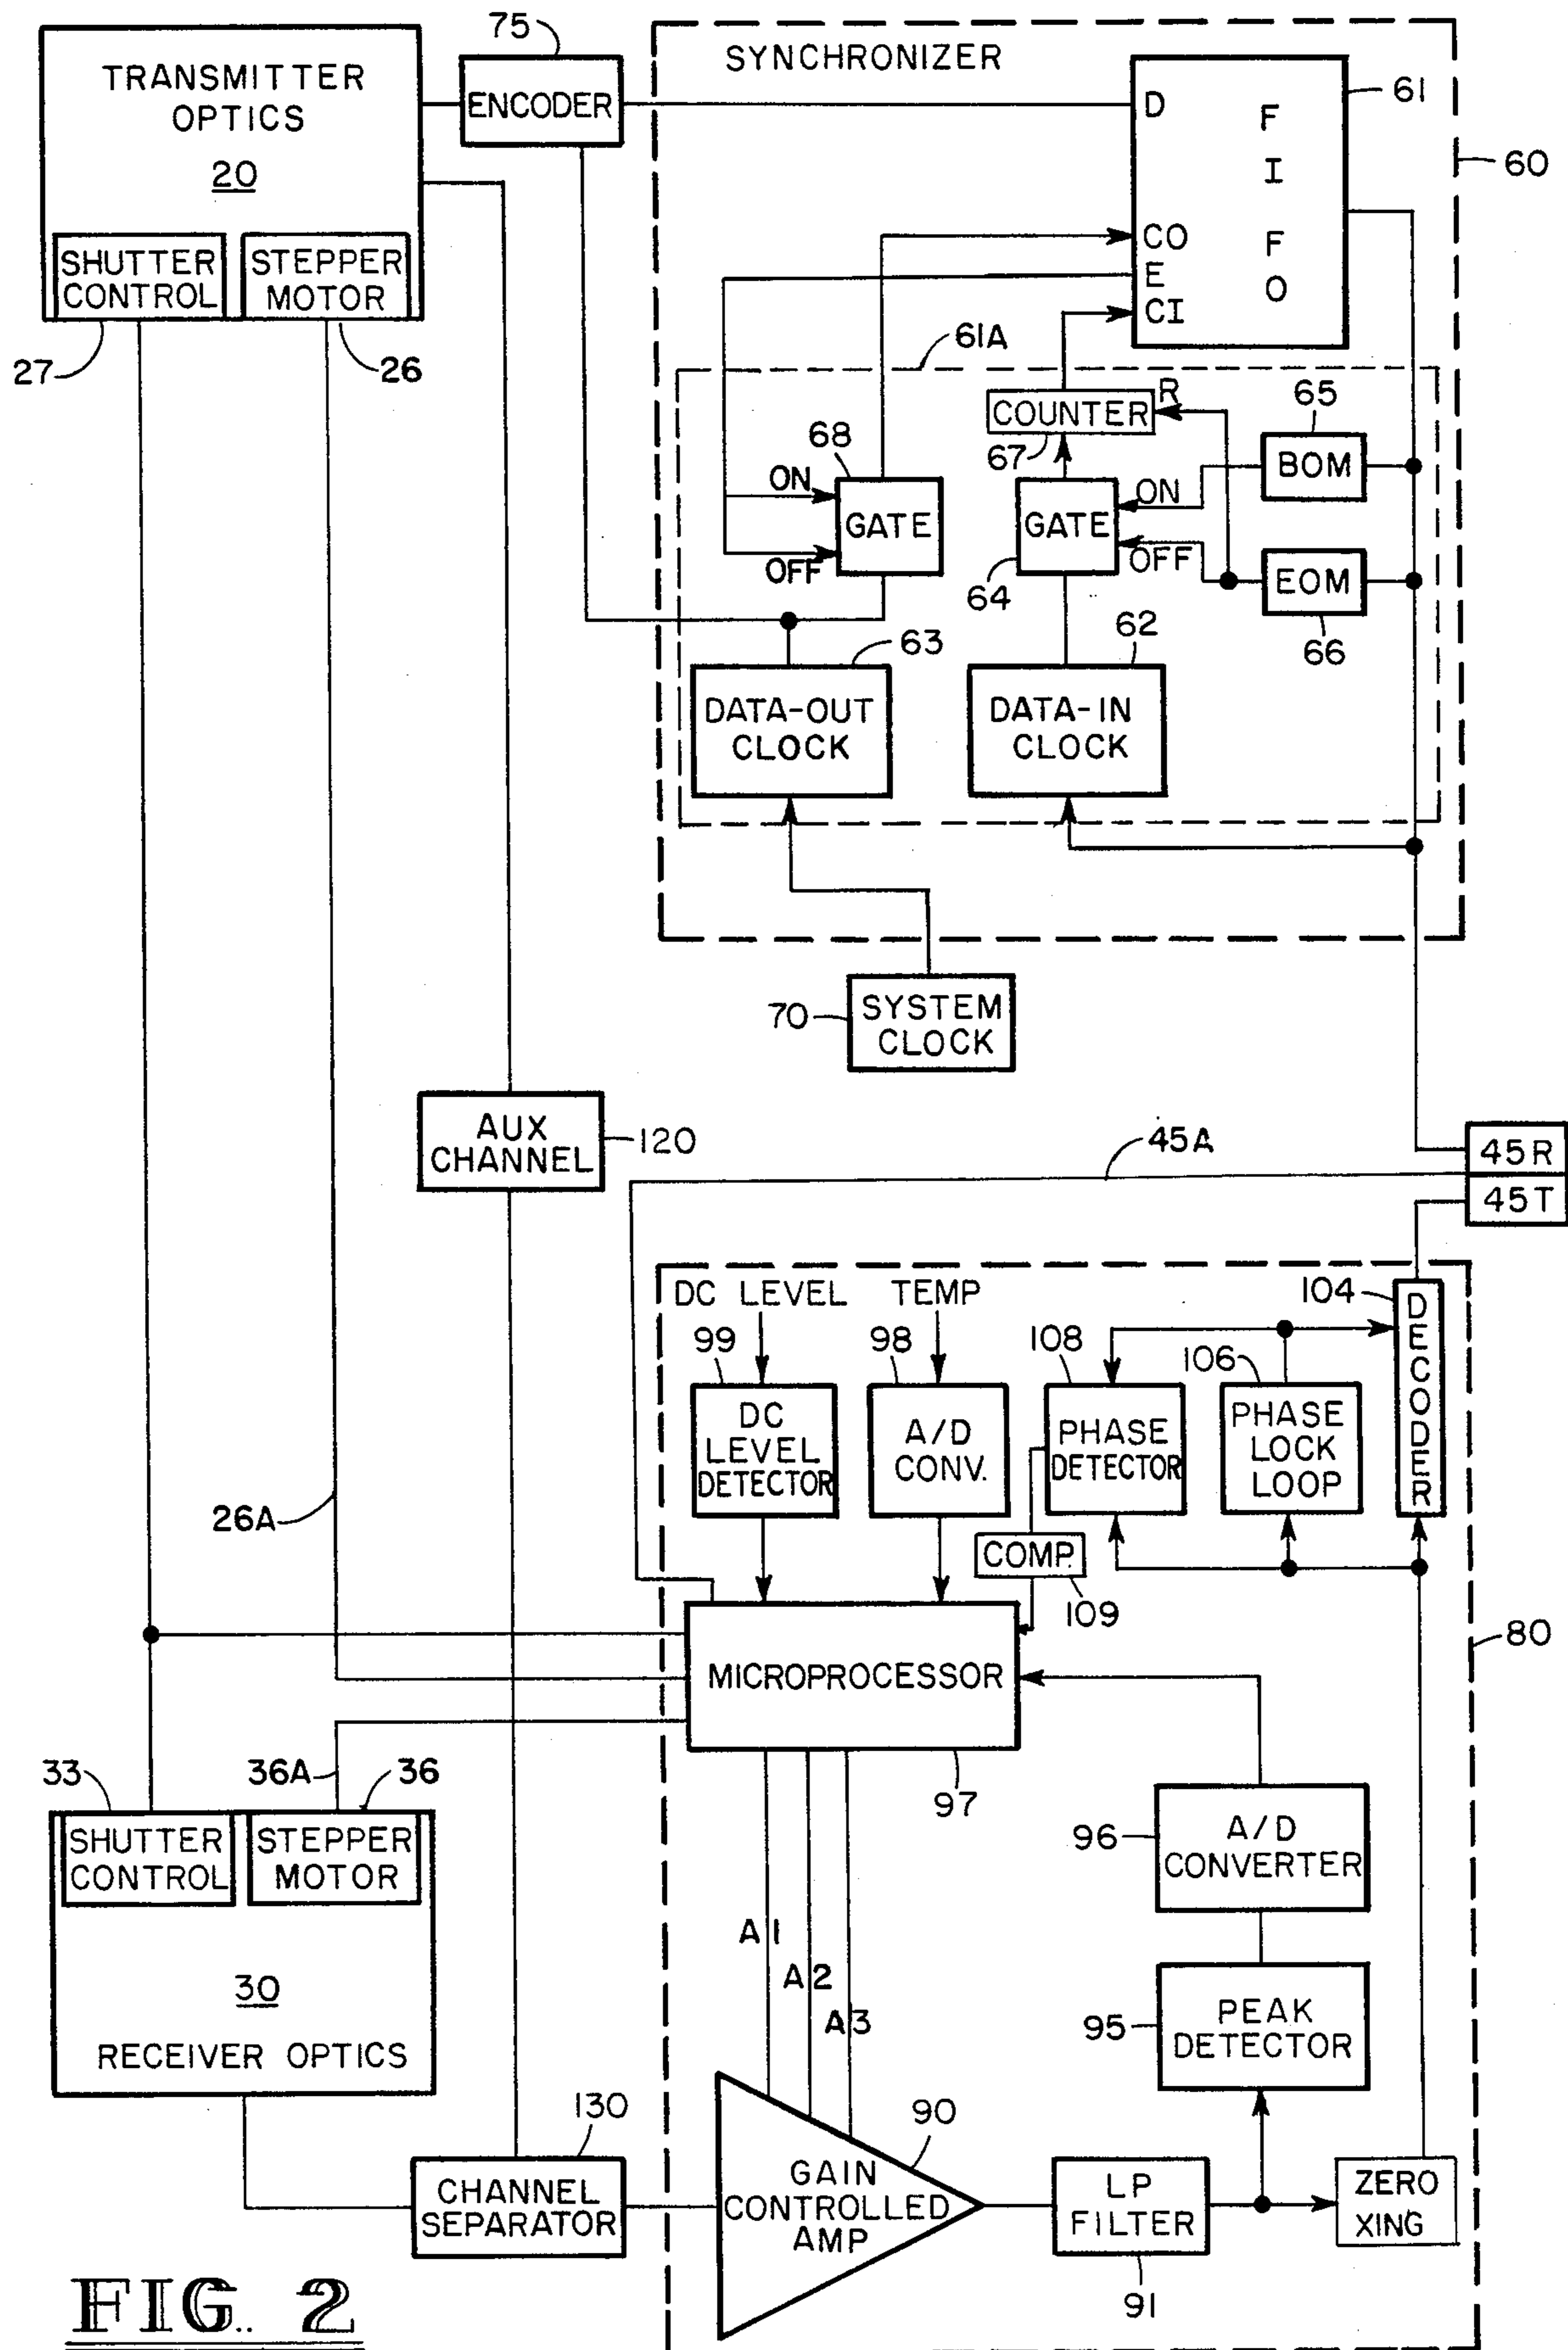 75
SYNCHRONIZER
TRANSMITTER
OPTICS
20
ENCODER
D
F
I
F
O
61
60
CO
E
CI
SHUTTER
CONTROL
STEPPER
MOTOR
27
26
61A
COUNTER
R
67
65
BOM
68
ON
GATE
OFF
GATE
ON
OFF
64
EOM
66
63
62
DATA-OUT
CLOCK
DATA-IN
CLOCK
70
SYSTEM
CLOCK
AUX
CHANNEL
120
45A
45R
45T
DC LEVEL
TEMP
104
DECODER
99
98
108
106
DC
LEVEL
DETECTOR
A/D
CONV.
PHASE
DETECTOR
PHASE
LOCK
LOOP
26A
COMP.
109
80
MICROPROCESSOR
97
33
36A
36
SHUTTER
CONTROL
STEPPER
MOTOR
96
A/D
CONVERTER
A1
A2
A3
30
RECEIVER OPTICS
95
PEAK
DETECTOR
130
90
CHANNEL
SEPARATOR
GAIN
CONTROLLED
AMP
LP
FILTER
91
ZERO
XING
FIG. 2